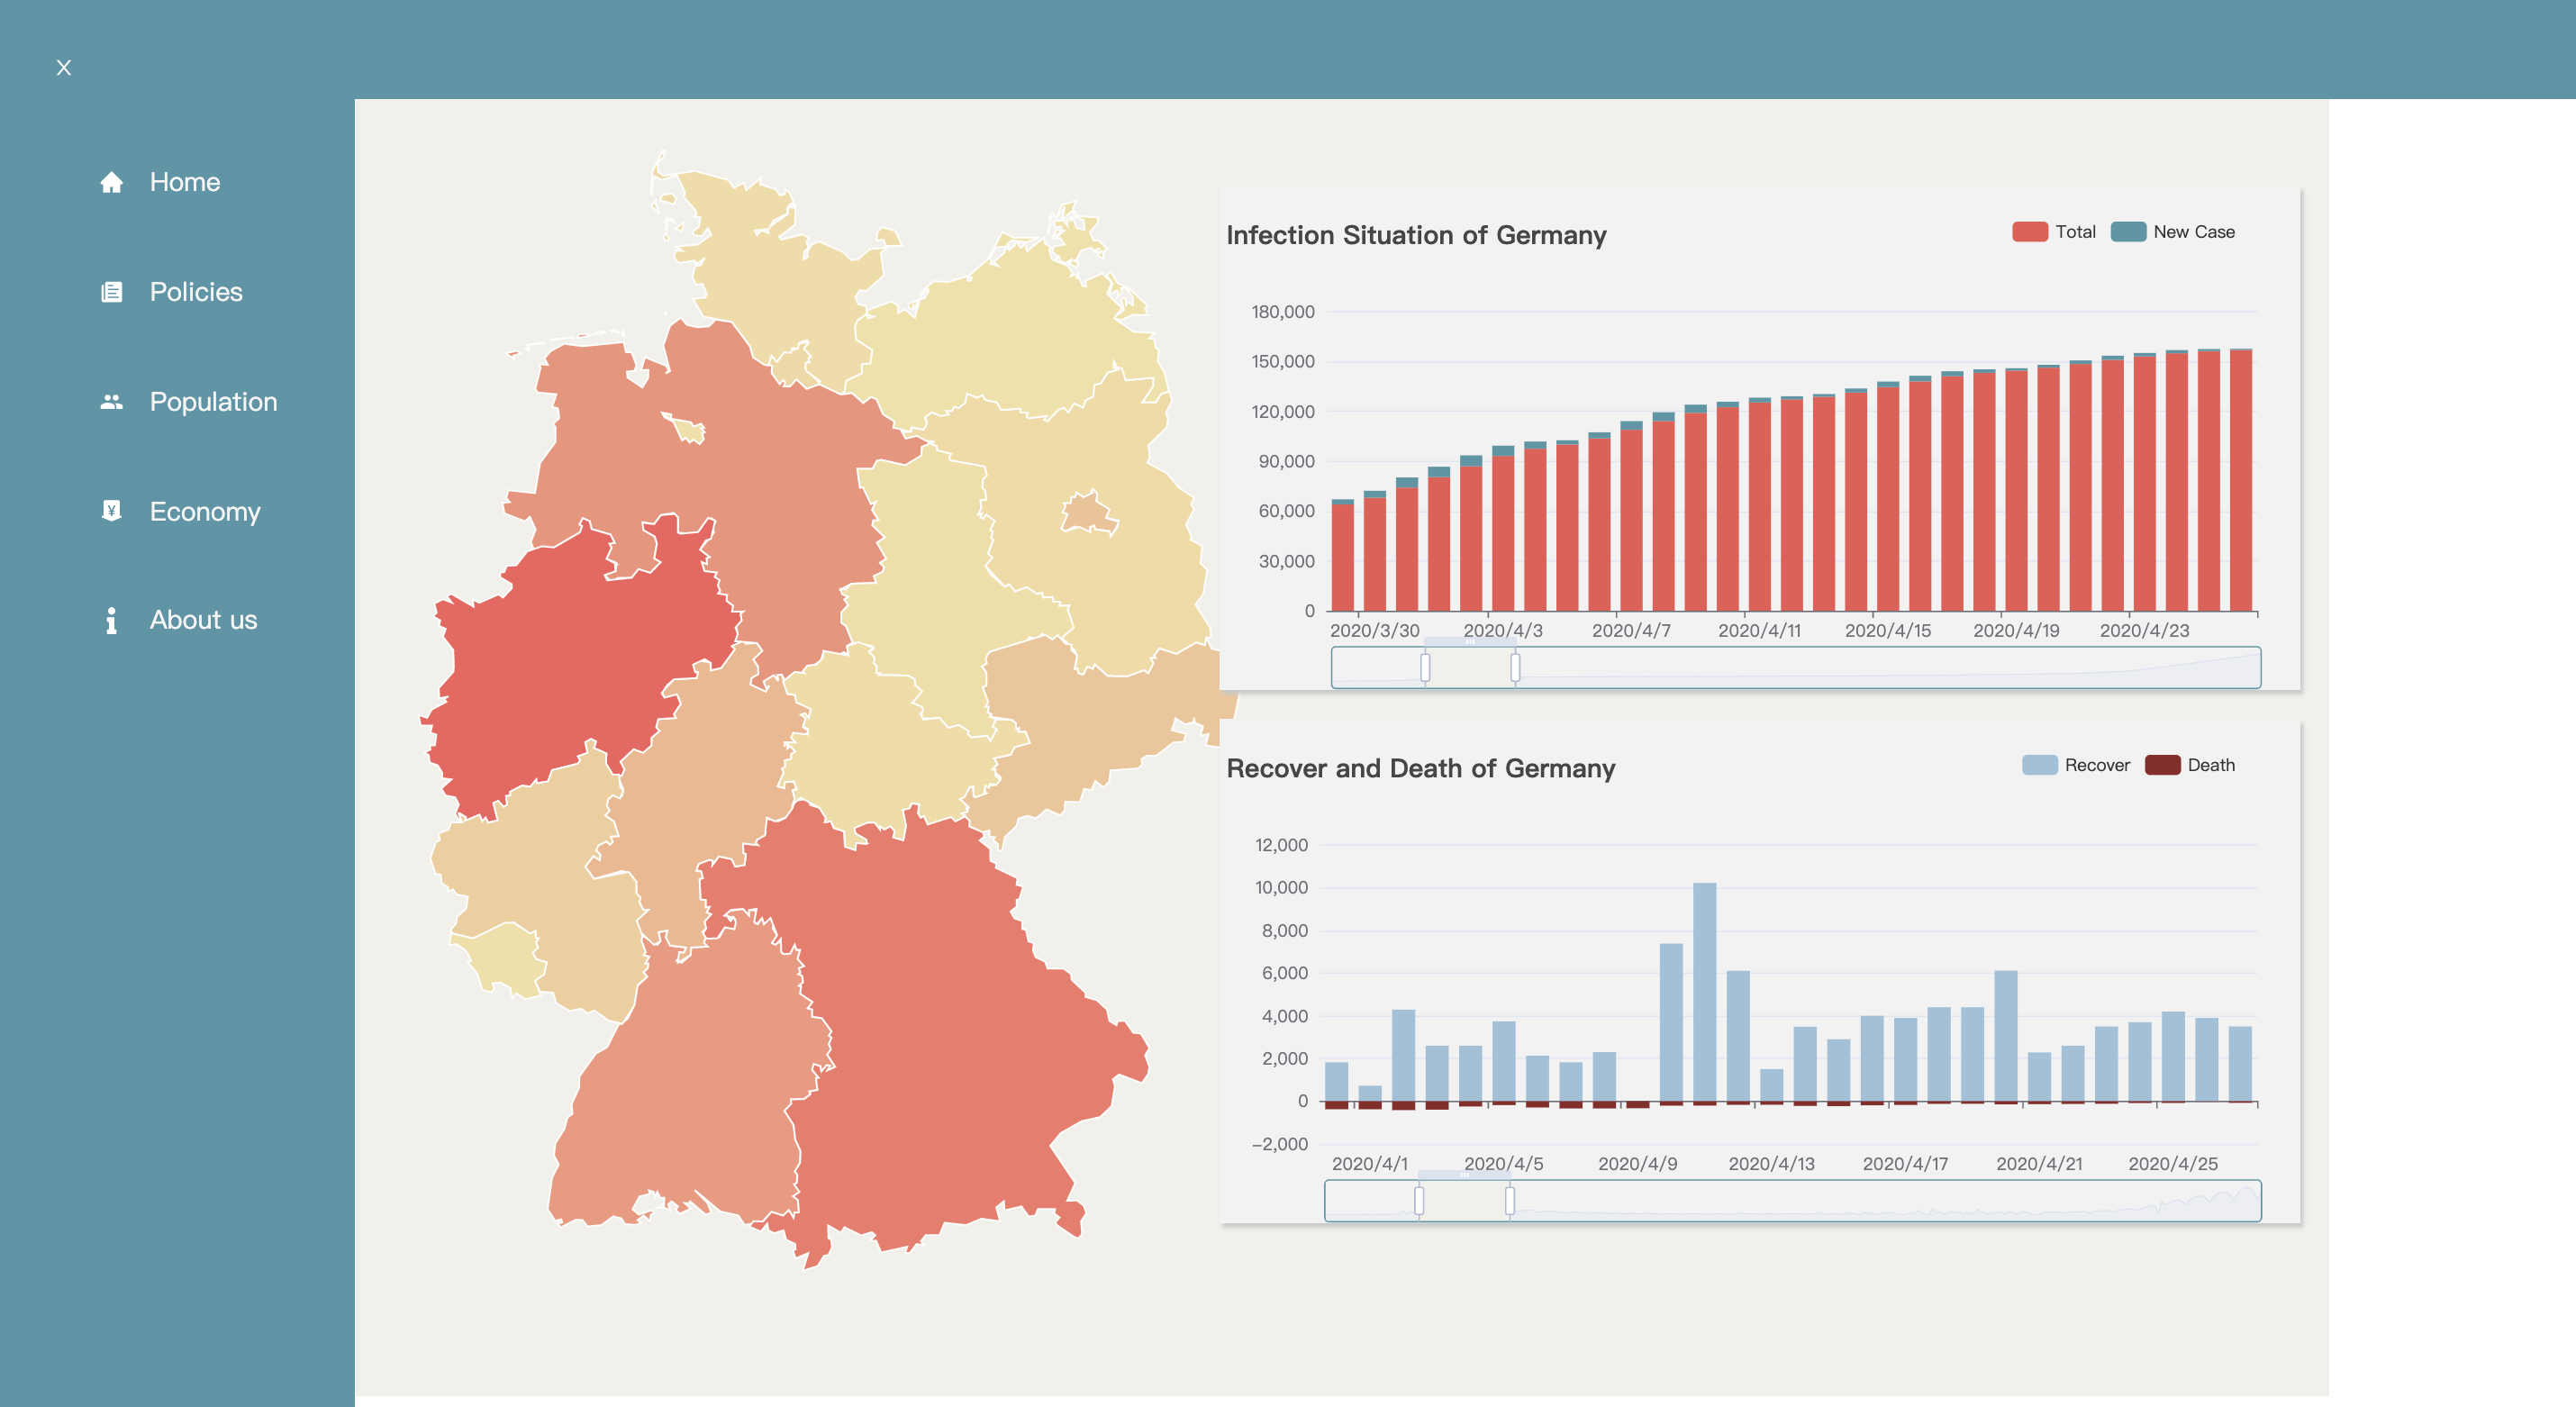 X
Home
Policies
Population
Economy
About us
Infection Situation of Germany
Total New Case
180,000
150,000
120,000
90,000
60,000
30,000
0
2020/3/30 2020/4/3 2020/4/7 2020/4/11 2020/4/15 2020/4/19 2020/4/23
Recover and Death of Germany
Recover Death
12,000
10,000
8,000
6,000
4,000
2,000
0
−2,000
2020/4/1 2020/4/5 2020/4/9 2020/4/13 2020/4/17 2020/4/21 2020/4/25